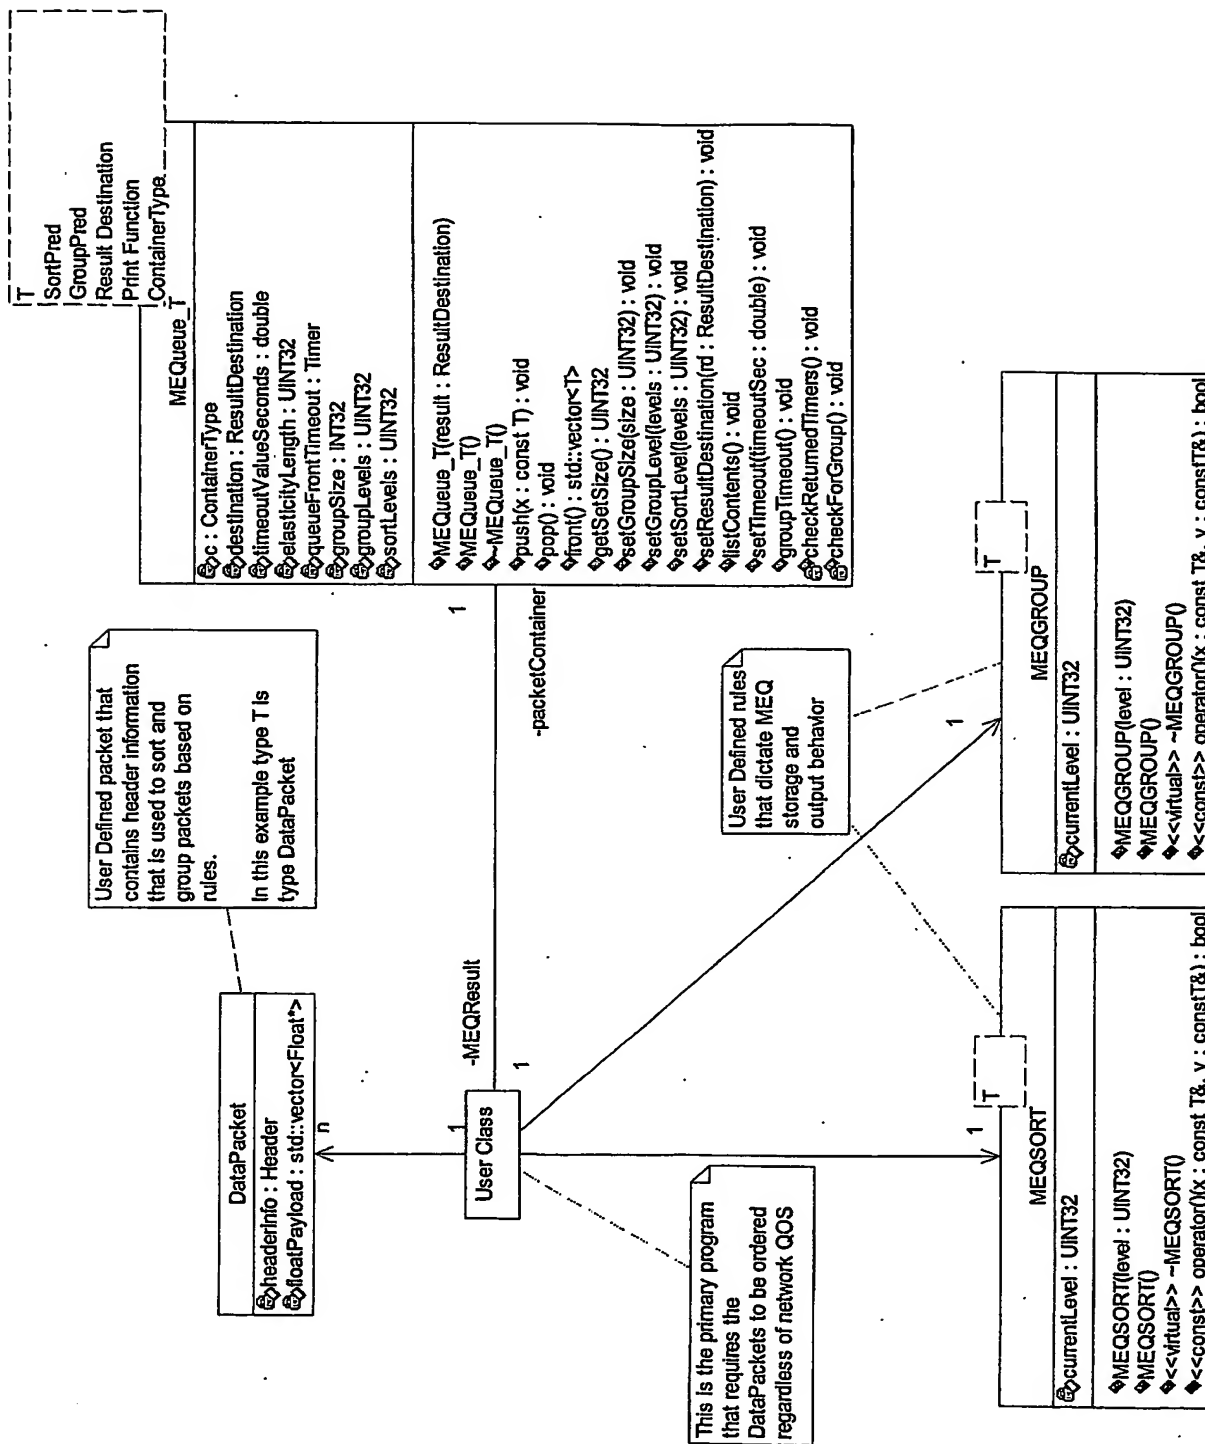 T
SortPred
GroupPred
Result Destination
Print Function
ContainerType
MEQueue_T
c : ContainerType
destination : ResultDestination
timeoutValueSeconds : double
elasticityLength : UINT32
queueFrontTimeout : Timer
groupSize : INT32
groupLevels : UINT32
sortLevels : UINT32
MEQueue_T(result : ResultDestination)
MEQueue_T()
~MEQueue_T()
push(x : const T) : void
pop() : void
front() : std::vector<T>
getSetSize() : UINT32
setGroupSize(size : UINT32) : void
setGroupLevel(levels : UINT32) : void
setSortLevel(levels : UINT32) : void
setResultDestination(rd : ResultDestination) : void
listContents() : void
setTimeout(timeoutSec : double) : void
groupTimeout() : void
checkReturnedTimers() : void
checkForGroup() : void
User Defined packet that
contains header information
that is used to sort and
group packets based on
rules.
In this example type T is
type DataPacket
DataPacket
headerInfo : Header
floatPayload : std::vector<Float*>
n
1
User Class
-MEQResult
1
1
-packetContainer
This is the primary program
that requires the
DataPackets to be ordered
regardless of network QOS
User Defined rules
that dictate MEQ
storage and
output behavior
1
T
MEQSORT
currentLevel : UINT32
MEQSORT(level : UINT32)
MEQSORT()
<<virtual>> ~MEQSORT()
<<const>> operator()(x : const T&, y : constT&) : bool
1
T
MEQGROUP
currentLevel : UINT32
MEQGROUP(level : UINT32)
MEQGROUP()
<<virtual>> ~MEQGROUP()
<<const>> operator()(x : const T&, y : constT&) : bool